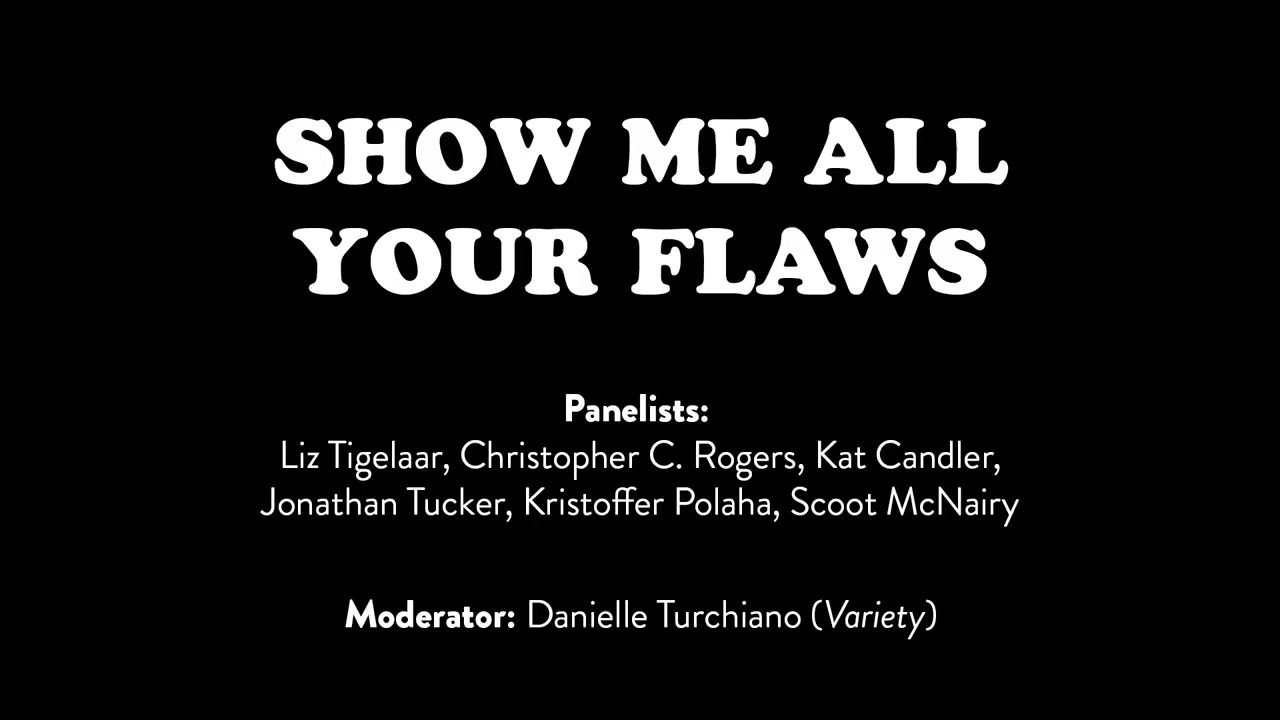 SHOW ME ALL
YOUR FLAWS
Panelists:
Liz Tigelaar, Christopher C. Rogers, Kat Candler,
Jonathan Tucker, Kristoffer Polaha, Scoot McNairy
Moderator: Danielle Turchiano (Variety)